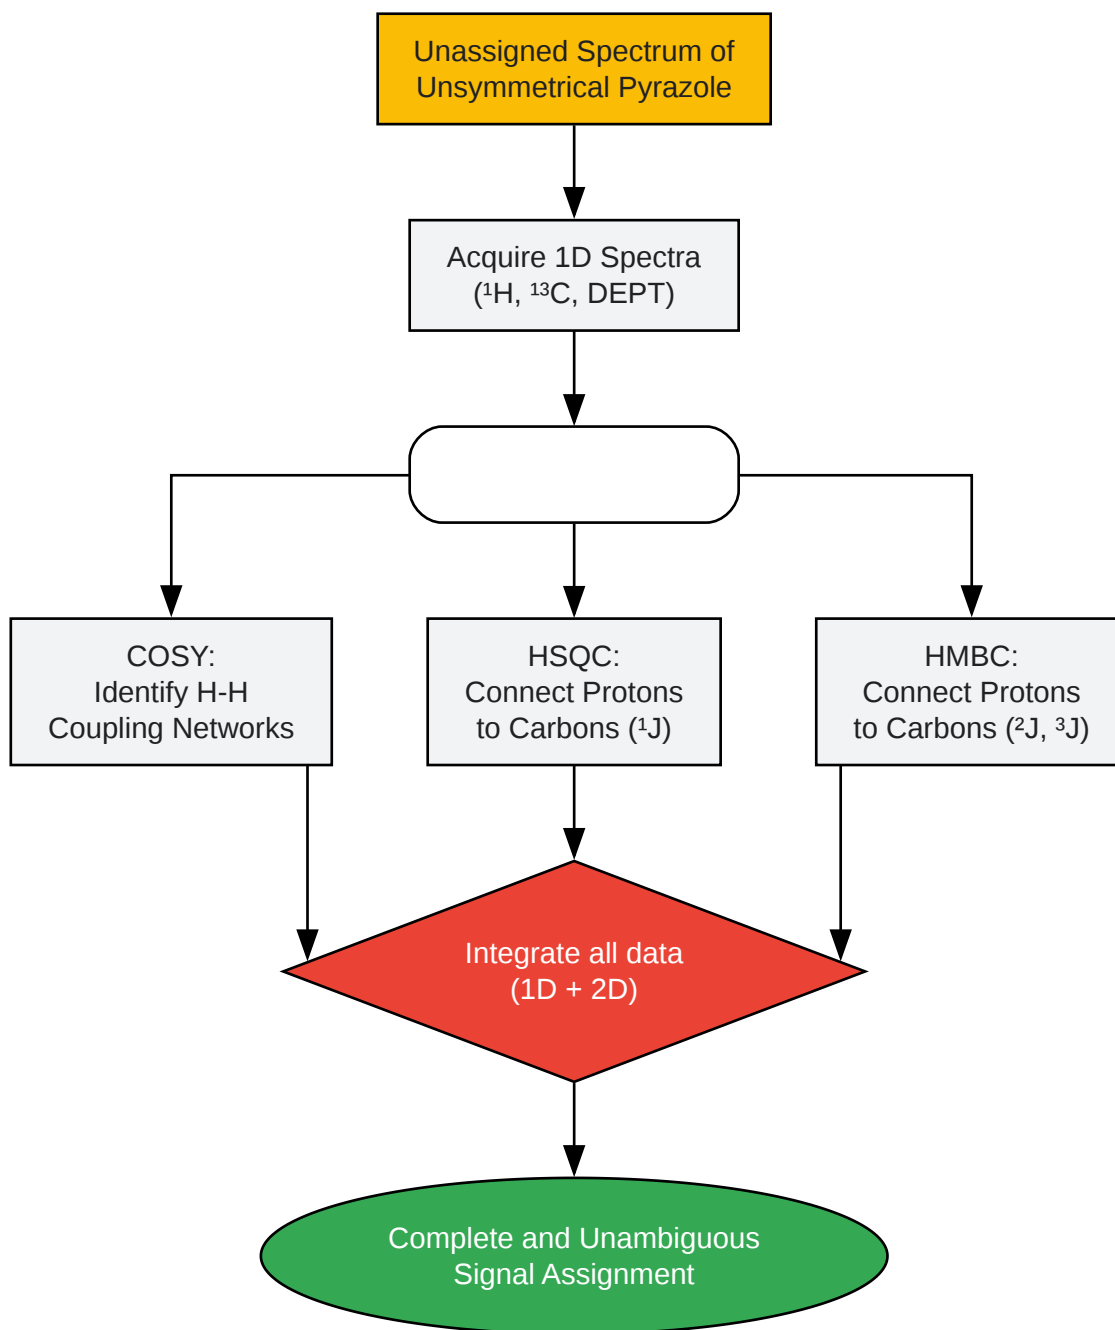 Unassigned Spectrum of
Unsymmetrical Pyrazole
Acquire 1D Spectra
(¹H, ¹³C, DEPT)
COSY:
Identify H-H
Coupling Networks
HSQC:
Connect Protons
to Carbons (¹J)
HMBC:
Connect Protons
to Carbons (²J, ³J)
Integrate all data
(1D + 2D)
Complete and Unambiguous
Signal Assignment